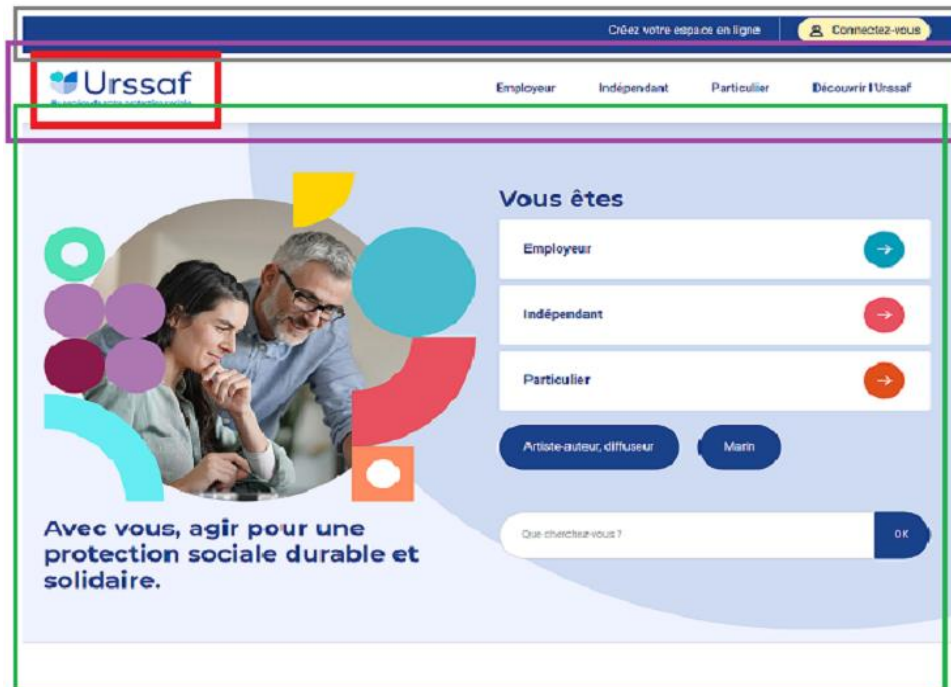 Créez votre espace en ligne
Connectez-vous
Urssaf
Employeur
Indépendant
Particulier
Découvrir l'Urssaf
Vous êtes
Employeur
Indépendant
Particulier
Artiste-auteur, diffuseur
Marin
Que cherchez-vous ?
OK
Avec vous, agir pour une
protection sociale durable et
solidaire.